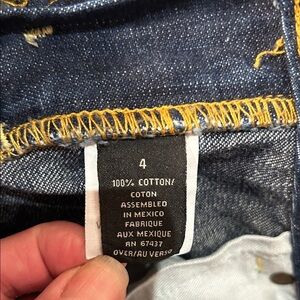 4
100% COTTON/
COTON
ASSEMBLED
IN MEXICO
FABRIQUE
AUX MEXIQUE
RN 67437
OVER/AU VERSO